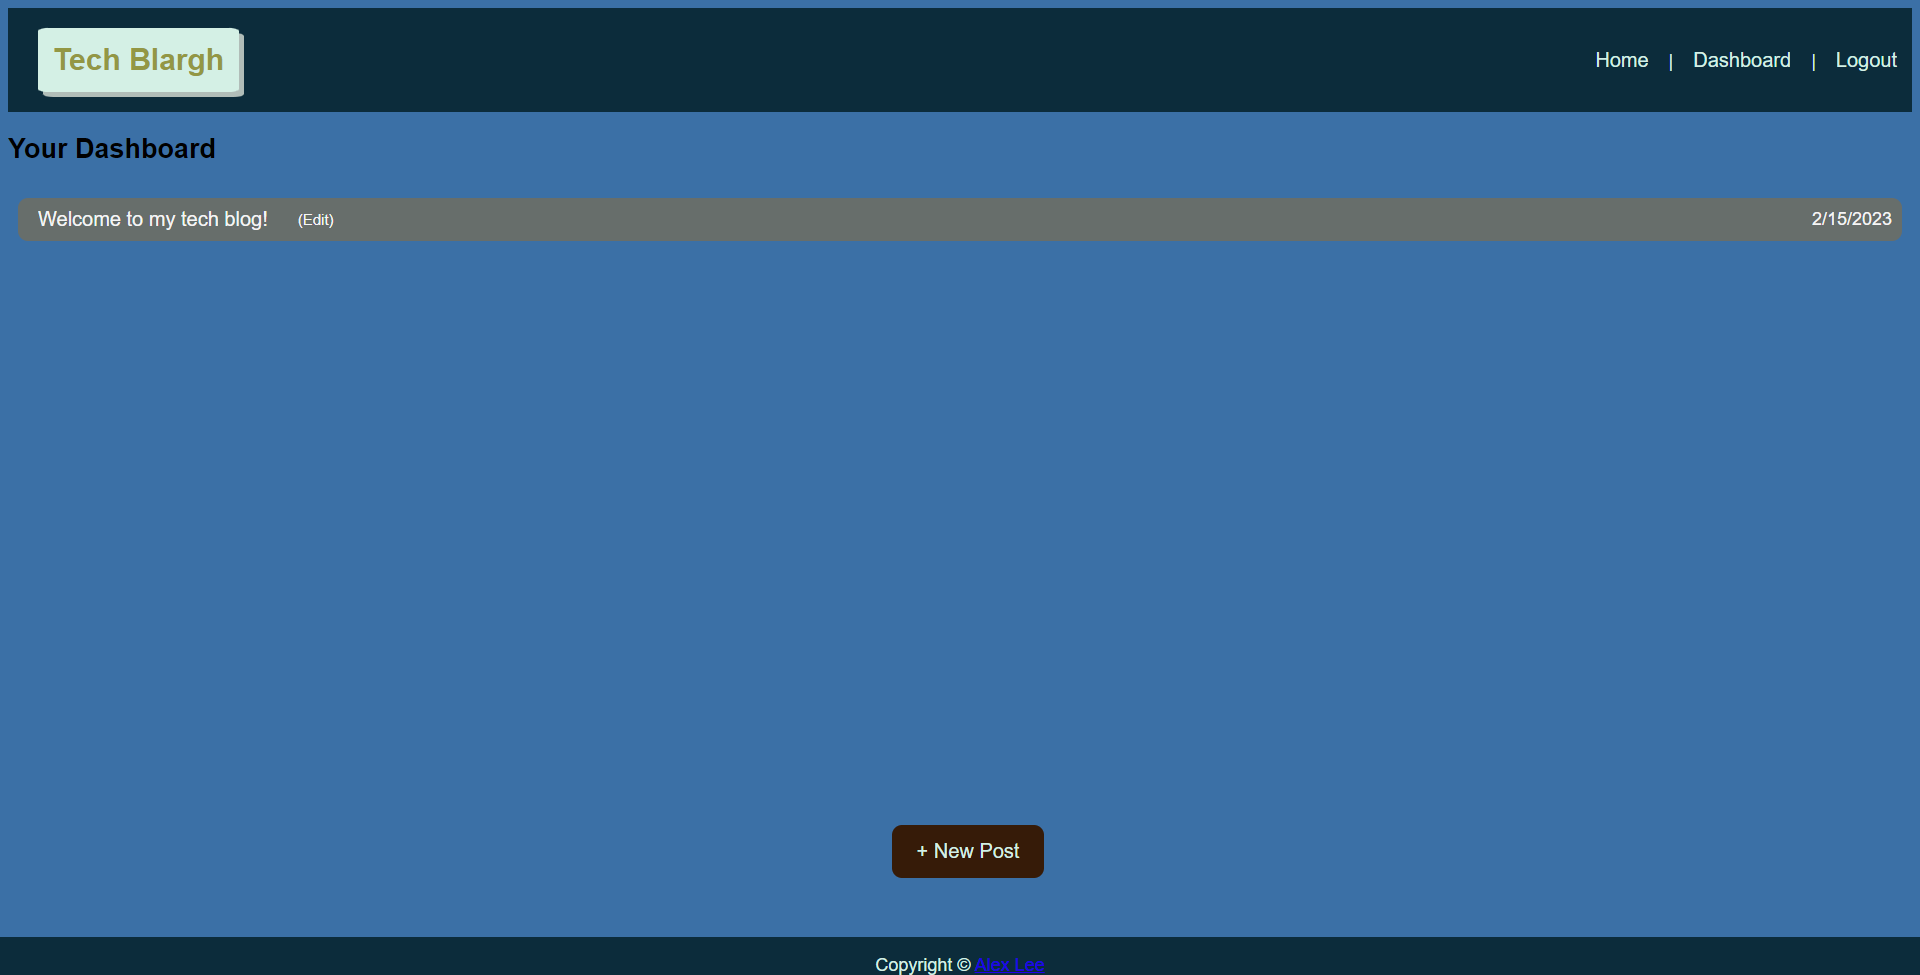 Tech Blargh
Home | Dashboard | Logout
Your Dashboard
Welcome to my tech blog! (Edit) 2/15/2023
+ New Post
Copyright © Alex Lee